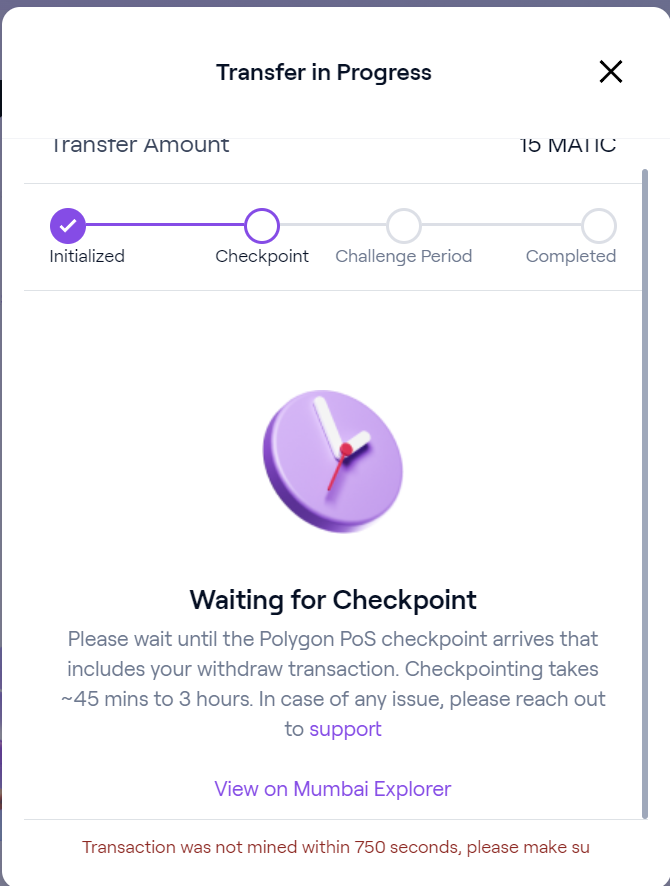 Transfer in Progress
Transfer Amount 15 MATIC
Initialized Checkpoint Challenge Period Completed
Waiting for Checkpoint
Please wait until the Polygon PoS checkpoint arrives that
includes your withdraw transaction. Checkpointing takes
~45 mins to 3 hours. In case of any issue, please reach out
to support
View on Mumbai Explorer
Transaction was not mined within 750 seconds, please make su